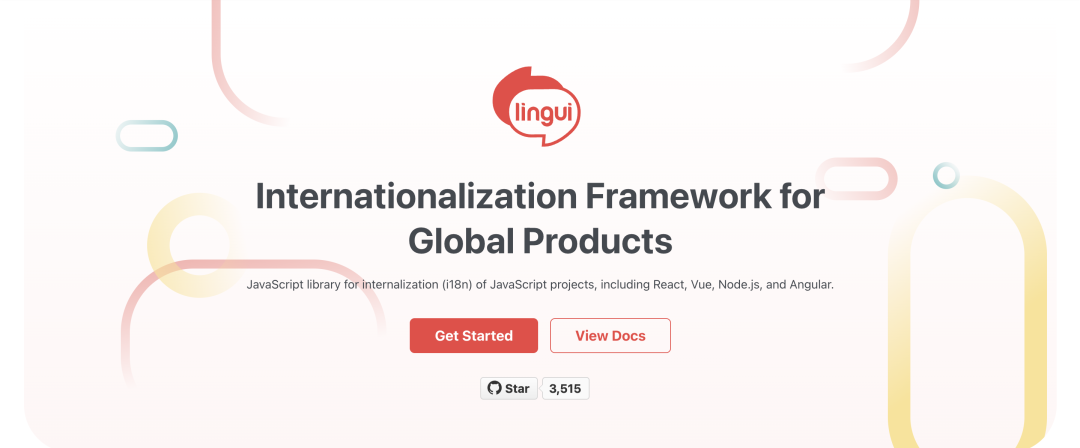 lingui
Internationalization Framework for
Global Products
JavaScript library for internalization (i18n) of JavaScript projects, including React, Vue, Node.js, and Angular.
Get Started
View Docs
Star
3,515